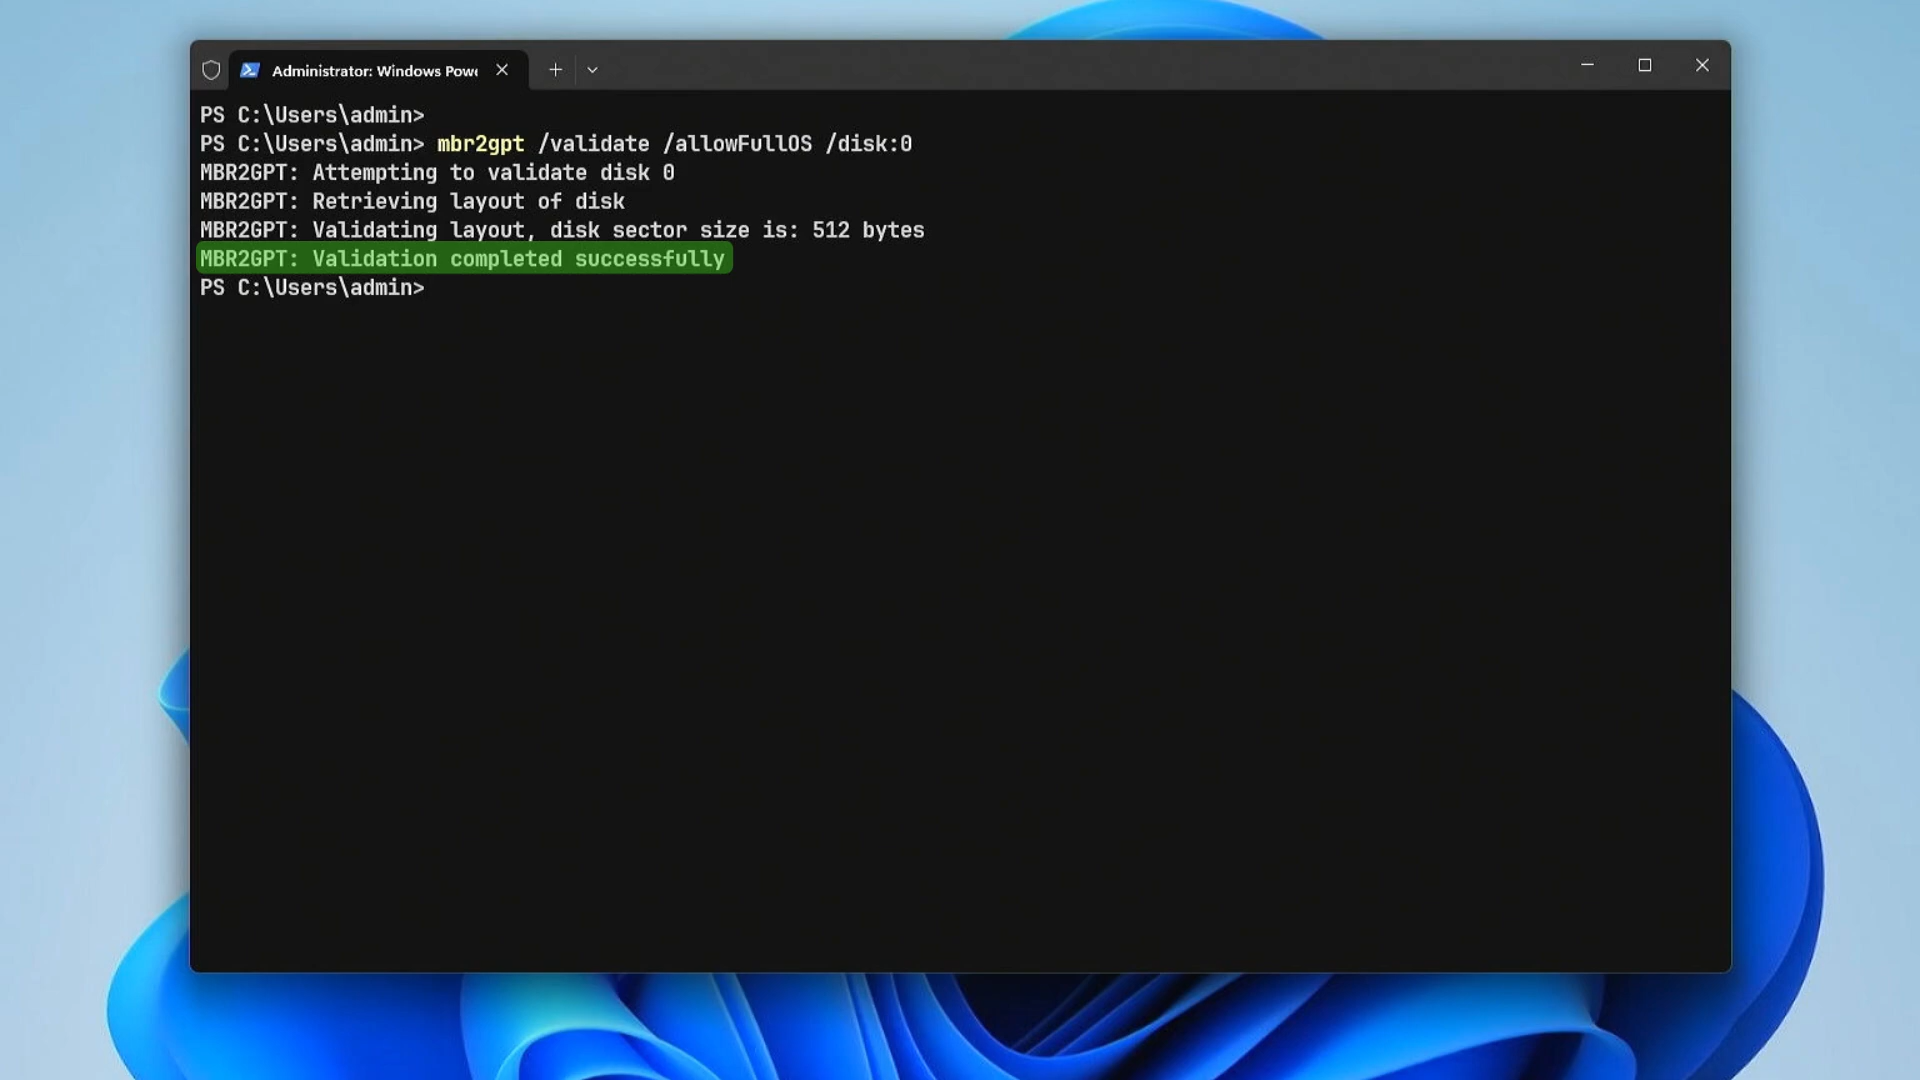 Administrator: Windows Powe
PS C:\Users\admin>
PS C:\Users\admin> mbr2gpt /validate /allowFullOS /disk:0
MBR2GPT: Attempting to validate disk 0
MBR2GPT: Retrieving layout of disk
MBR2GPT: Validating layout, disk sector size is: 512 bytes
MBR2GPT: Validation completed successfully
PS C:\Users\admin>